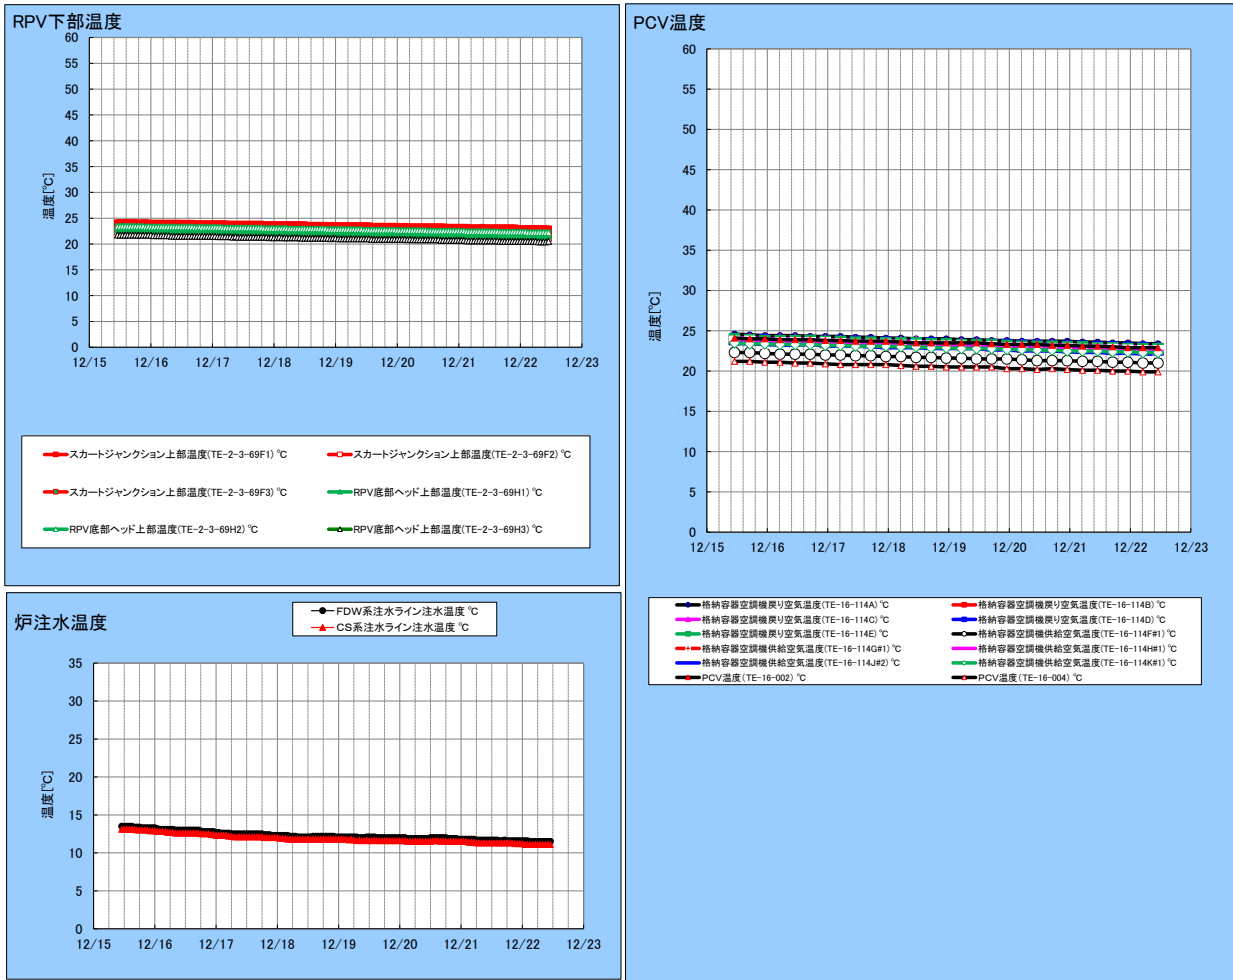 RPV下部温度
60
55
50
45
40
35
30
25
20
15
10
5
0
温度[℃]
12/15 12/16 12/17 12/18 12/19 12/20 12/21 12/22 12/23
スカートジャンクション上部温度(TE-2-3-69F1) ℃ スカートジャンクション上部温度(TE-2-3-69F2) ℃
スカートジャンクション上部温度(TE-2-3-69F3) ℃ RPV底部ヘッド上部温度(TE-2-3-69H1) ℃
RPV底部ヘッド上部温度(TE-2-3-69H2) ℃ RPV底部ヘッド上部温度(TE-2-3-69H3) ℃
炉注水温度
FDW系注水ライン注水温度 ℃
CS系注水ライン注水温度 ℃
35
30
25
20
15
10
5
0
温度[℃]
12/15 12/16 12/17 12/18 12/19 12/20 12/21 12/22 12/23
PCV温度
60
55
50
45
40
35
30
25
20
15
10
5
0
温度[℃]
12/15 12/16 12/17 12/18 12/19 12/20 12/21 12/22 12/23
格納容器空調機戻り空気温度(TE-16-114A) ℃ 格納容器空調機戻り空気温度(TE-16-114B) ℃
格納容器空調機戻り空気温度(TE-16-114C) ℃ 格納容器空調機戻り空気温度(TE-16-114D) ℃
格納容器空調機戻り空気温度(TE-16-114E) ℃ 格納容器空調機供給空気温度(TE-16-114F#1) ℃
格納容器空調機供給空気温度(TE-16-114G#1) ℃ 格納容器空調機供給空気温度(TE-16-114H#1) ℃
格納容器空調機供給空気温度(TE-16-114J#2) ℃ 格納容器空調機供給空気温度(TE-16-114K#1) ℃
PCV温度(TE-16-002) ℃ PCV温度(TE-16-004) ℃